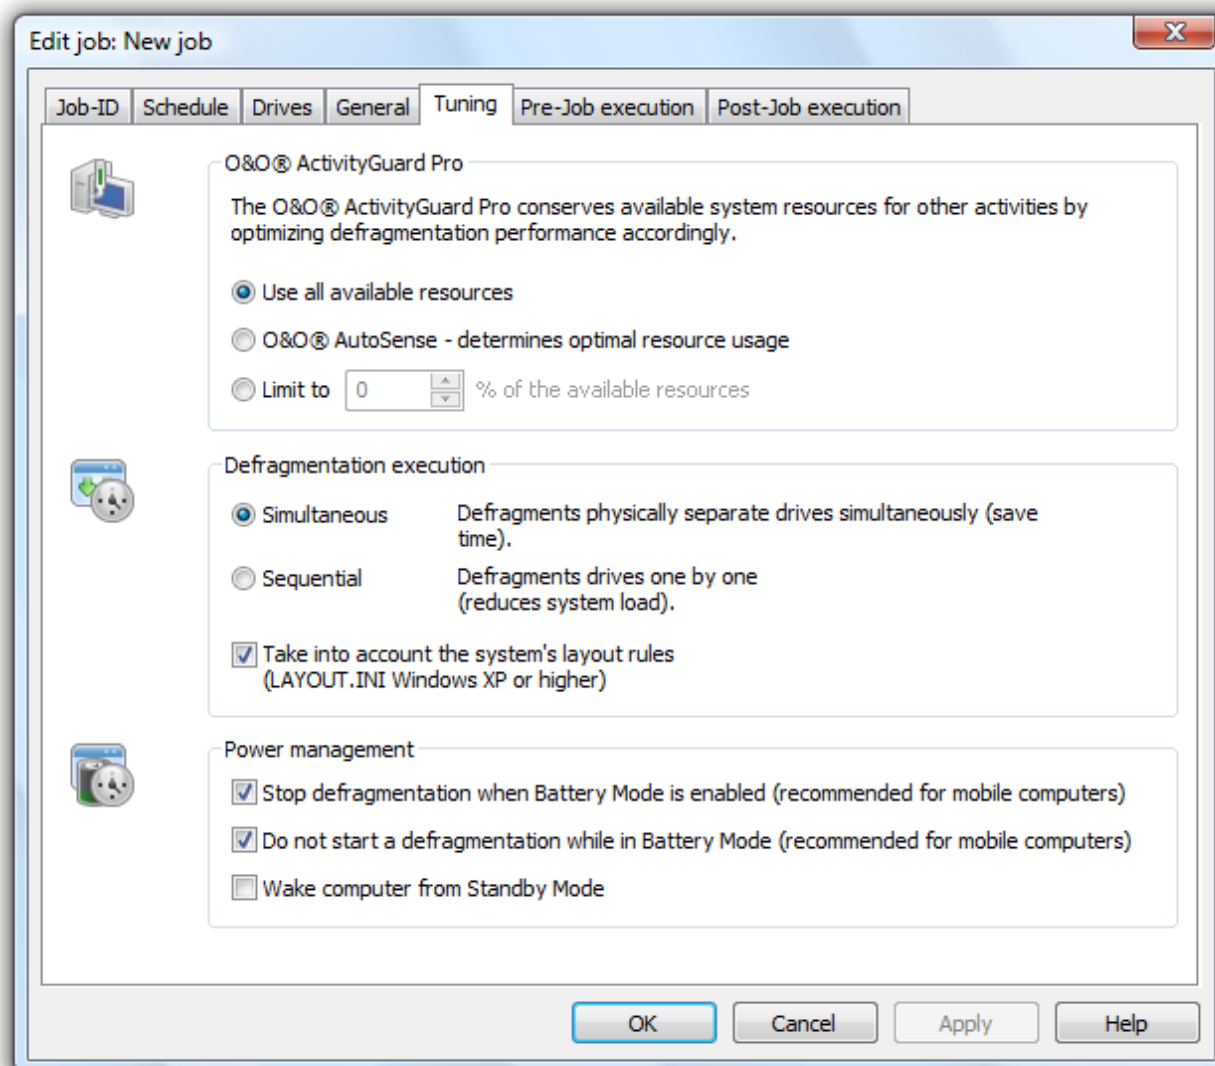 Edit job: New job
X
Job-ID Schedule Drives General Tuning Pre-Job execution Post-Job execution
O&O® ActivityGuard Pro
The O&O® ActivityGuard Pro conserves available system resources for other activities by
optimizing defragmentation performance accordingly.
Use all available resources
O&O® AutoSense - determines optimal resource usage
Limit to 0 % of the available resources
Defragmentation execution
Simultaneous Defragments physically separate drives simultaneously (save
time).
Sequential Defragments drives one by one
(reduces system load).
Take into account the system's layout rules
(LAYOUT.INI Windows XP or higher)
Power management
Stop defragmentation when Battery Mode is enabled (recommended for mobile computers)
Do not start a defragmentation while in Battery Mode (recommended for mobile computers)
Wake computer from Standby Mode
OK Cancel Apply Help